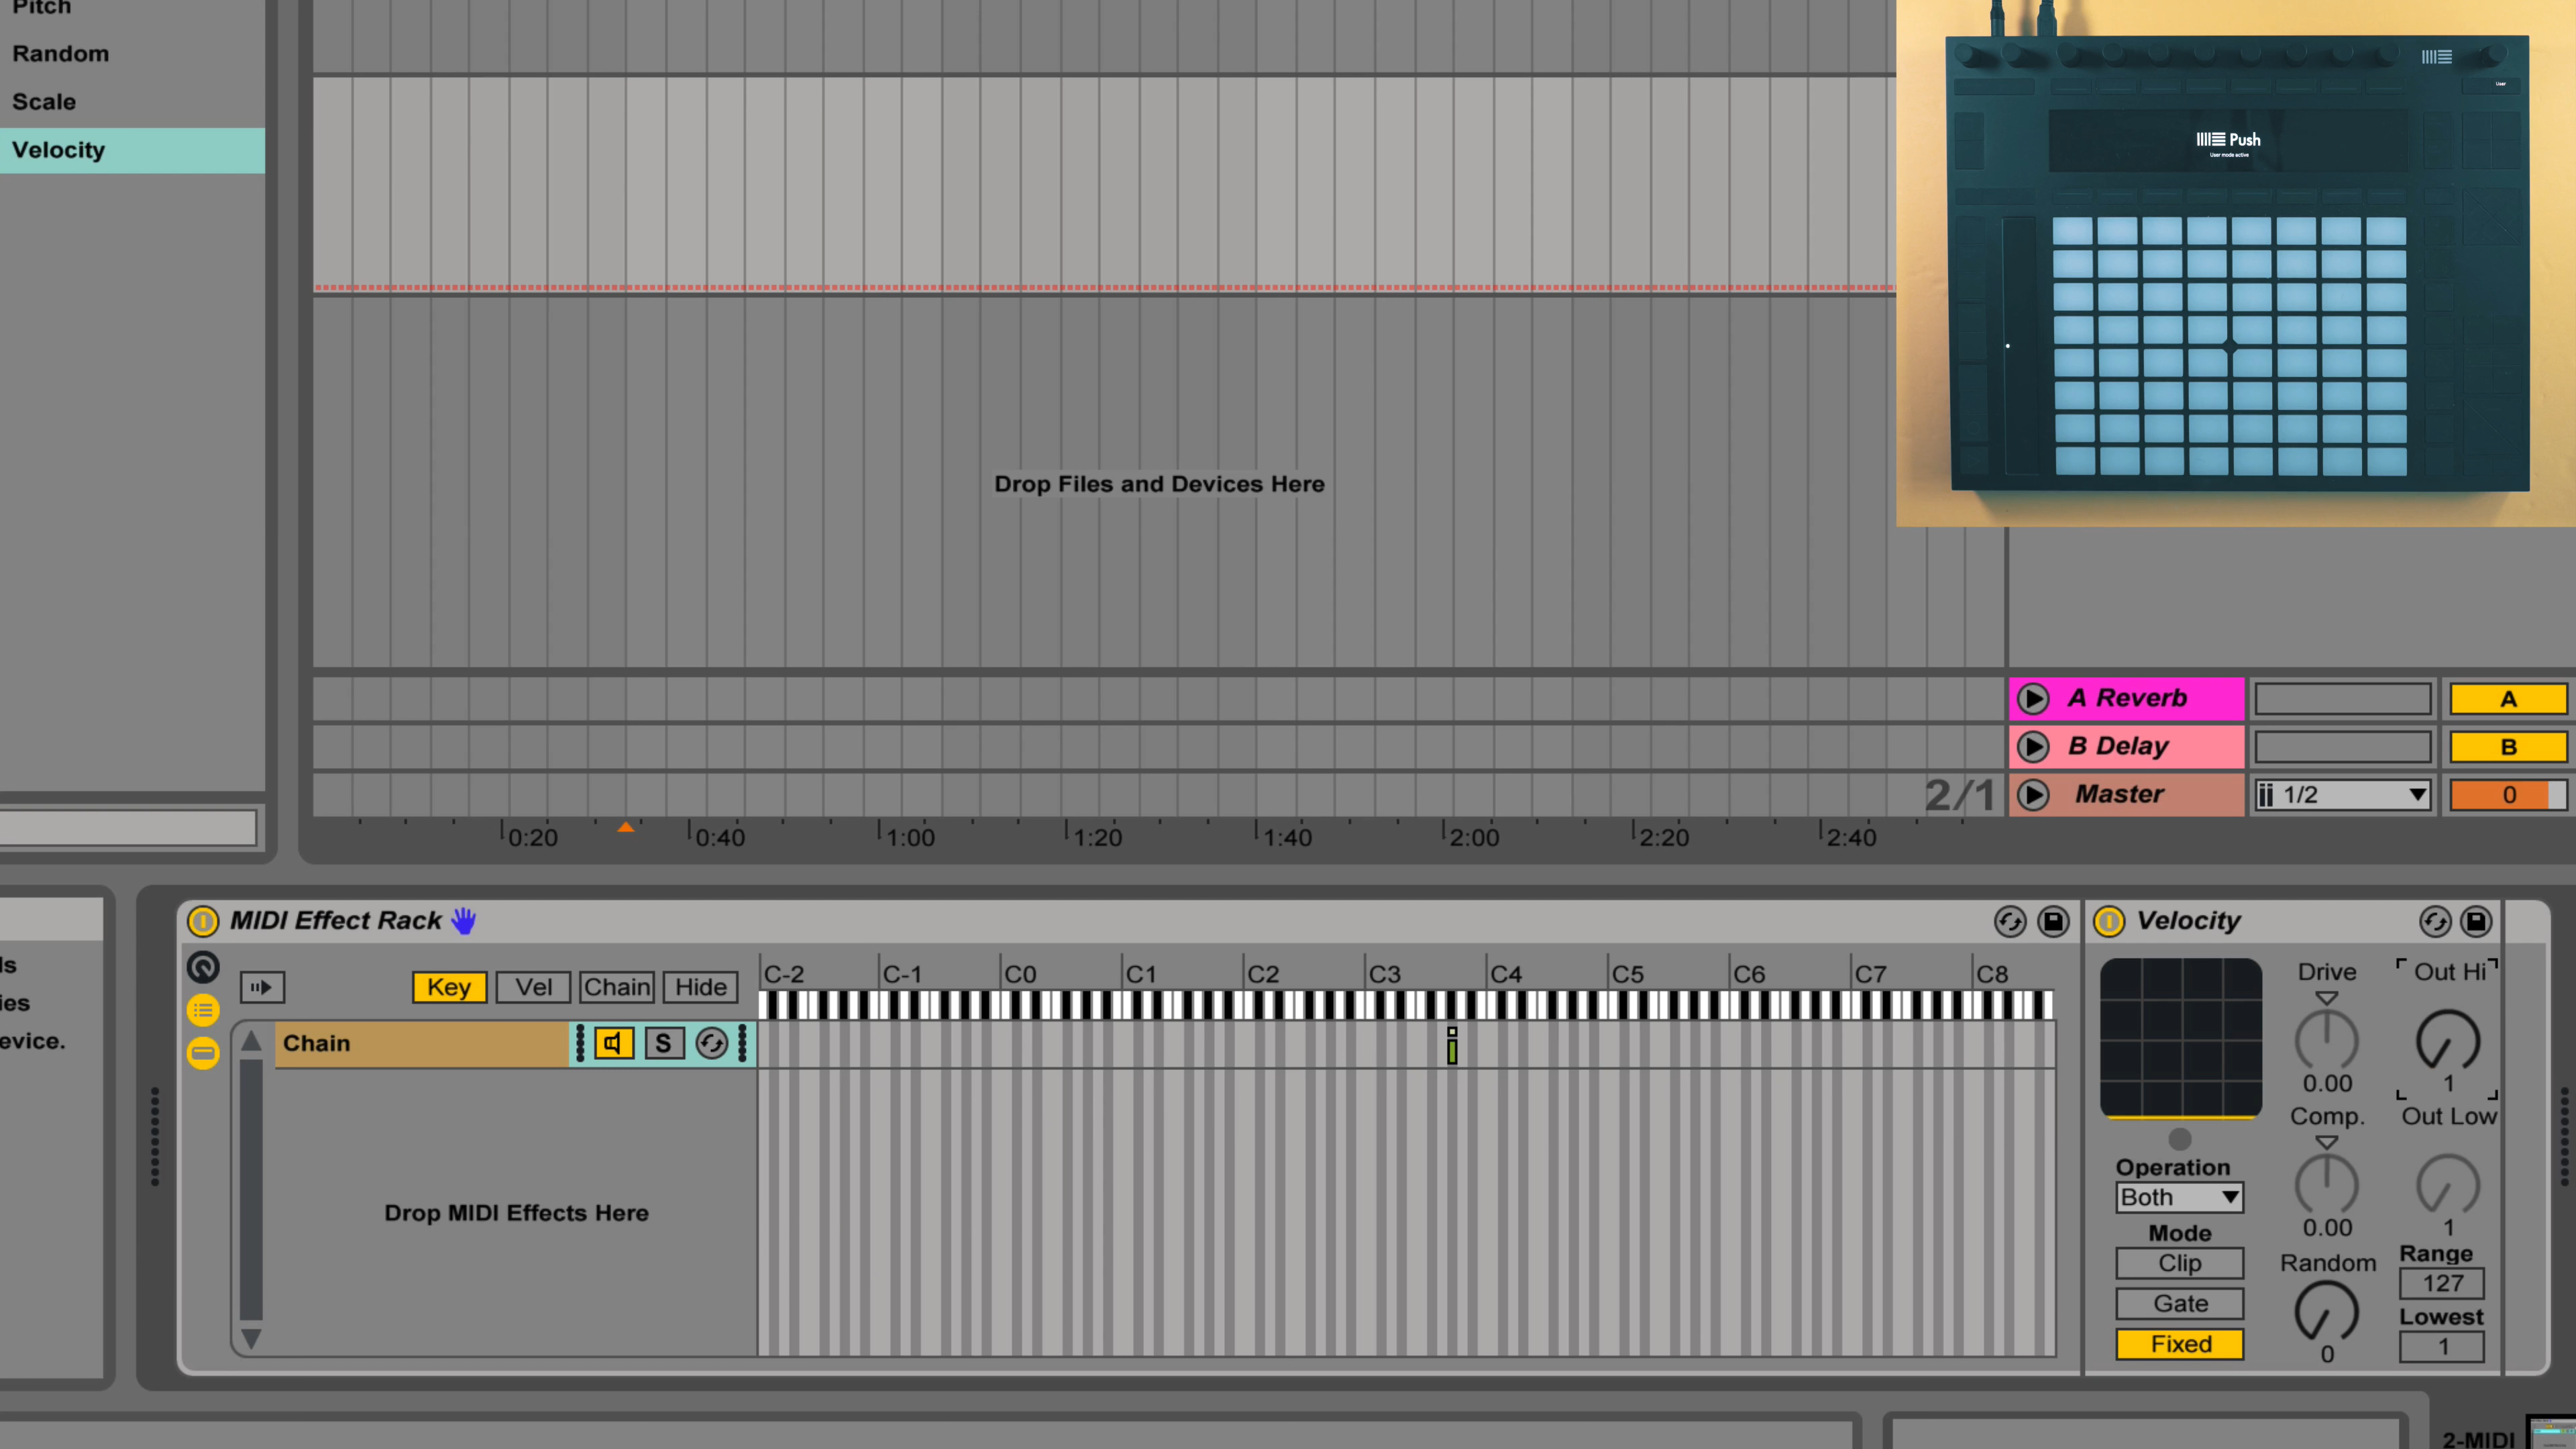 Pitch
Random
Scale
Velocity
User
Push
User mode active
Drop Files and Devices Here
A Reverb
A
B Delay
B
2/1
Master
1/2
0
0:20
0:40
1:00
1:20
1:40
2:00
2:20
2:40
ls
ies
evice.
MIDI Effect Rack
Key
Vel
Chain
Hide
C-2
C-1
C0
C1
C2
C3
C4
C5
C6
C7
C8
Chain
S
Drop MIDI Effects Here
Velocity
Drive
Out Hi
0.00
1
Comp.
Out Low
Operation
Both
0.00
1
Mode
Clip
Gate
Fixed
Random
0
Range
127
Lowest
1
2-MIDI